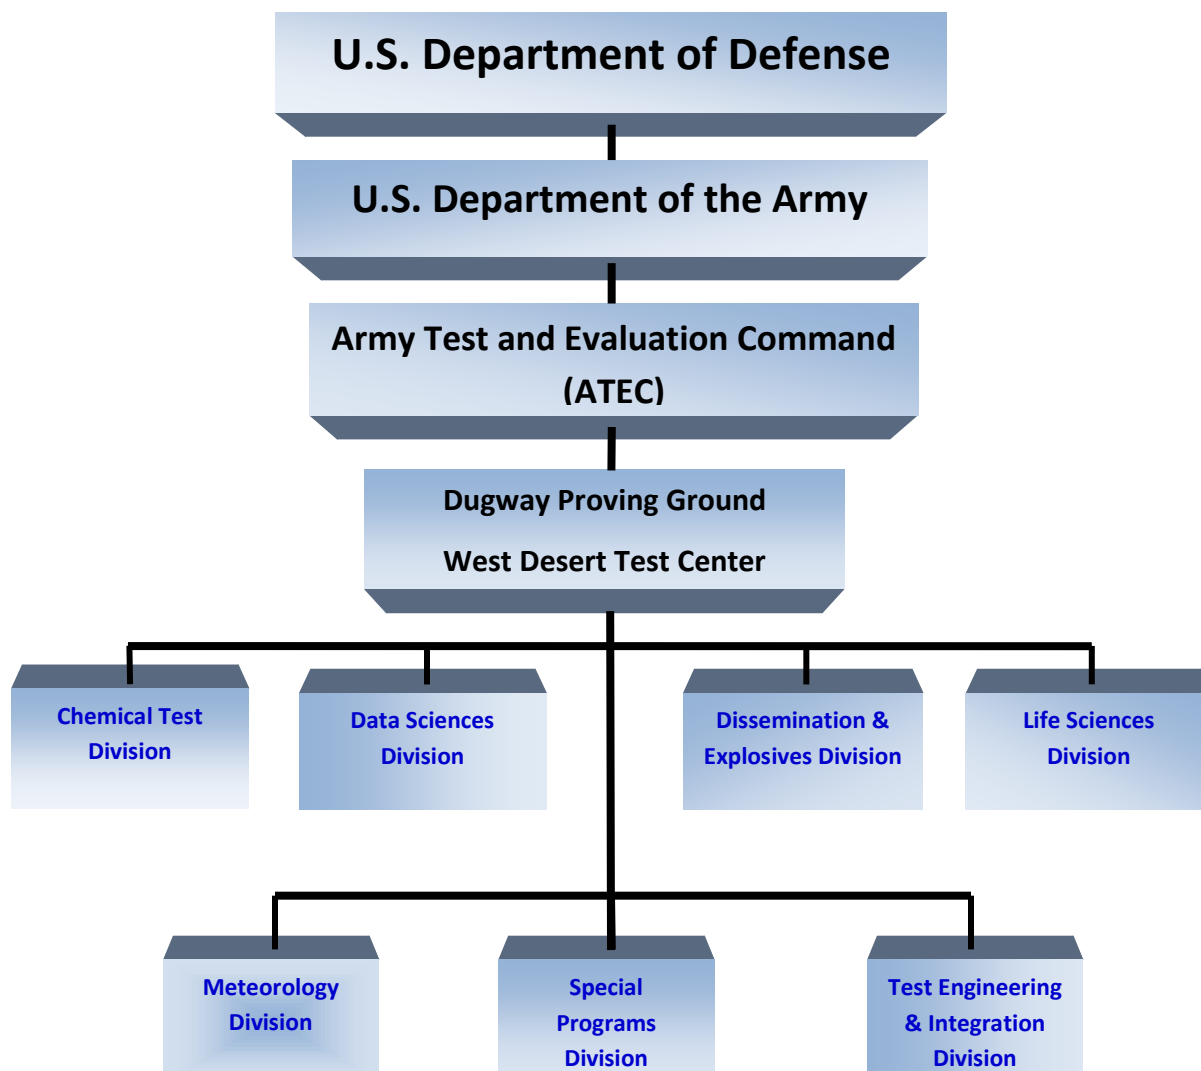 U.S. Department of Defense
U.S. Department of the Army
Army Test and Evaluation Command
(ATEC)
Dugway Proving Ground
West Desert Test Center
Chemical Test
Division
Data Sciences
Division
Dissemination &
Explosives Division
Life Sciences
Division
Meteorology
Division
Special
Programs
Division
Test Engineering
& Integration
Division